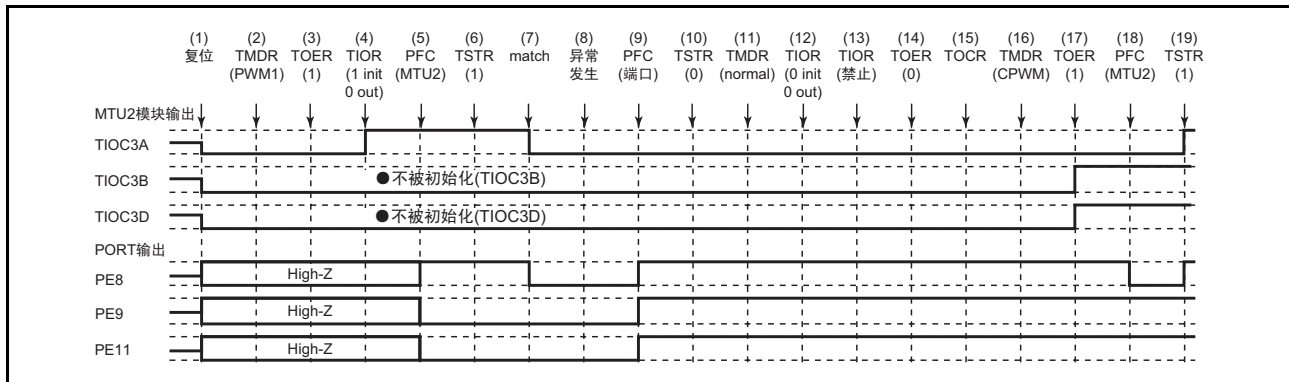 (1) (2) (3) (4) (5) (6) (7) (8) (9) (10) (11) (12) (13) (14) (15) (16) (17) (18) (19)
复位 TMDR TOER TIOR PFC TSTR match 异常 PFC TSTR TMDR TIOR TIOR TOER TOCR TMDR TOER PFC TSTR
(PWM1) (1) (1 init (MTU2) (1) 发生 (端口) (0) (normal) (0 init (禁止) (0) (CPWM) (1) (MTU2) (1)
0 out) 0 out)
MTU2模块输出
TIOC3A
TIOC3B ●不被初始化(TIOC3B)
TIOC3D ●不被初始化(TIOC3D)
PORT输出
PE8 High-Z
PE9 High-Z
PE11 High-Z